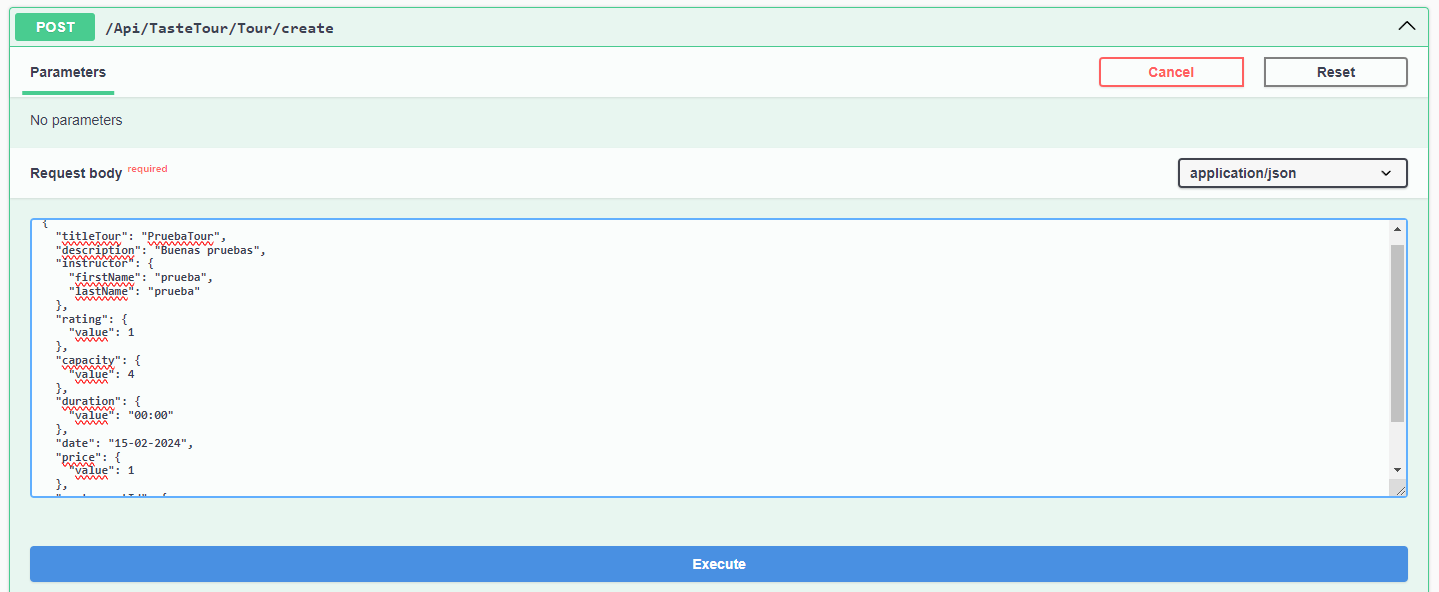 POST /Api/TasteTour/Tour/create
Parameters
Cancel
Reset
No parameters
Request body required
application/json
{
"titleTour": "PruebaTour",
"description": "Buenas pruebas",
"instructor": {
"firstName": "prueba",
"lastName": "prueba"
},
"rating": {
"value": 1
},
"capacity": {
"value": 4
},
"duration": {
"value": "00:00"
},
"date": "15-02-2024",
"price": {
"value": 1
},
Execute